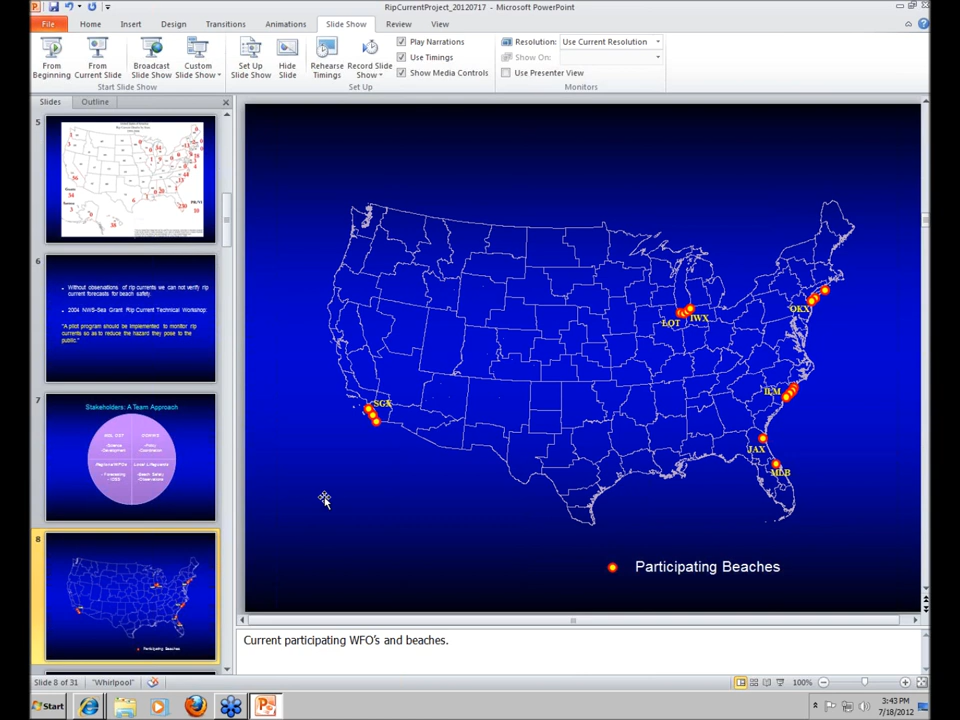 RipCurrentProject_20120717 - Microsoft PowerPoint
File Home Insert Design Transitions Animations Slide Show Review View
From Beginning
From Current Slide
Broadcast Slide Show
Custom Slide Show
Set Up Slide Show
Hide Slide
Rehearse Timings
Record Slide Show
Play Narrations
Use Timings
Show Media Controls
Resolution: Use Current Resolution
Show On:
Use Presenter View
Start Slide Show
Set Up
Monitors
Slides Outline
5
6
Without observations of rip currents we can not verify rip
current forecasts for beach safety.
2004 NWS-Sea Grant Rip Current Technical Workshop:
"A pilot program should be implemented to monitor rip
currents so as to reduce the hazard they pose to the
public."
7
Stakeholders: A Team Approach
8
Participating Beaches
LOT
IWX
OKX
ILM
SGX
JAX
MLB
Participating Beaches
Current participating WFO's and beaches.
Slide 8 of 31
"Whirlpool"
100%
Start
3:43 PM
7/18/2012